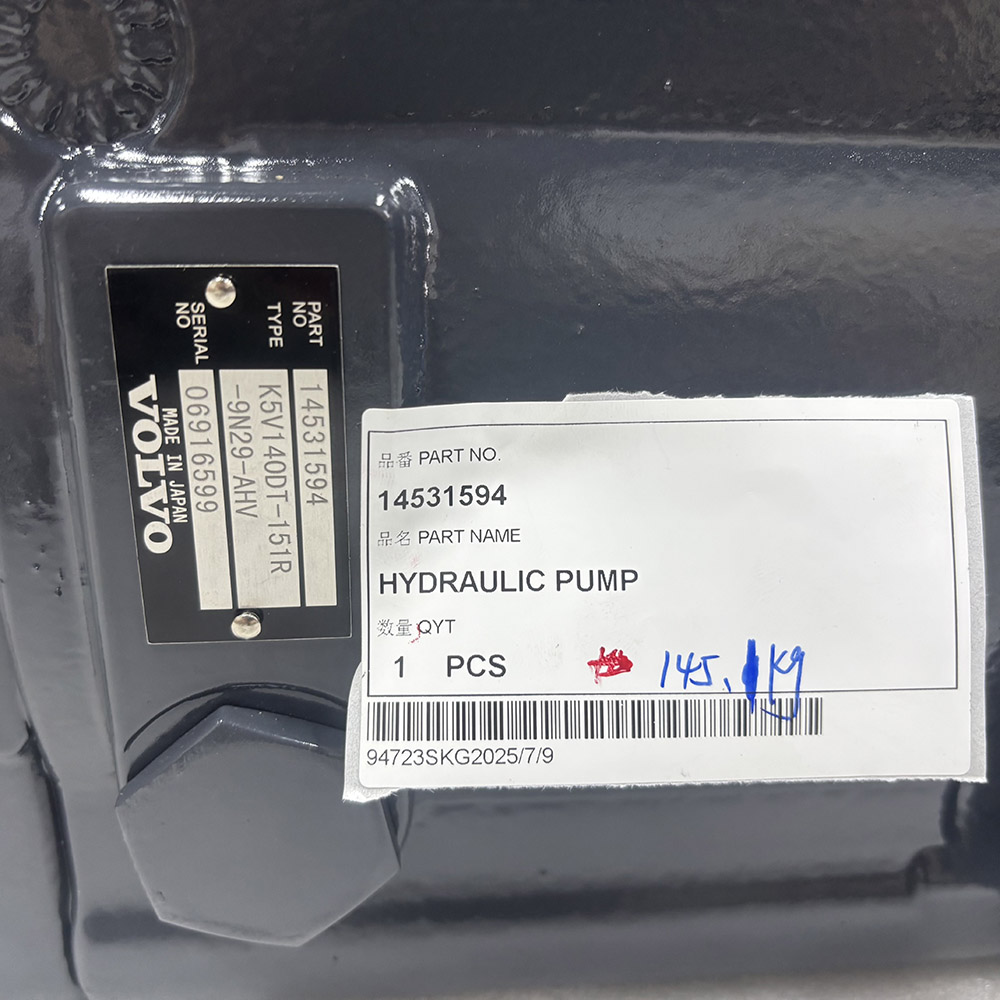 PART NO 14531594
TYPE K5V140DT-151R
-9N29-AHV
SERIAL NO 06916599
MADE IN JAPAN
VOLVO
品番 PART NO.
14531594
品名 PART NAME
HYDRAULIC PUMP
数量 QYT
1 PCS
145. 1Kg
94723SKG2025/7/9